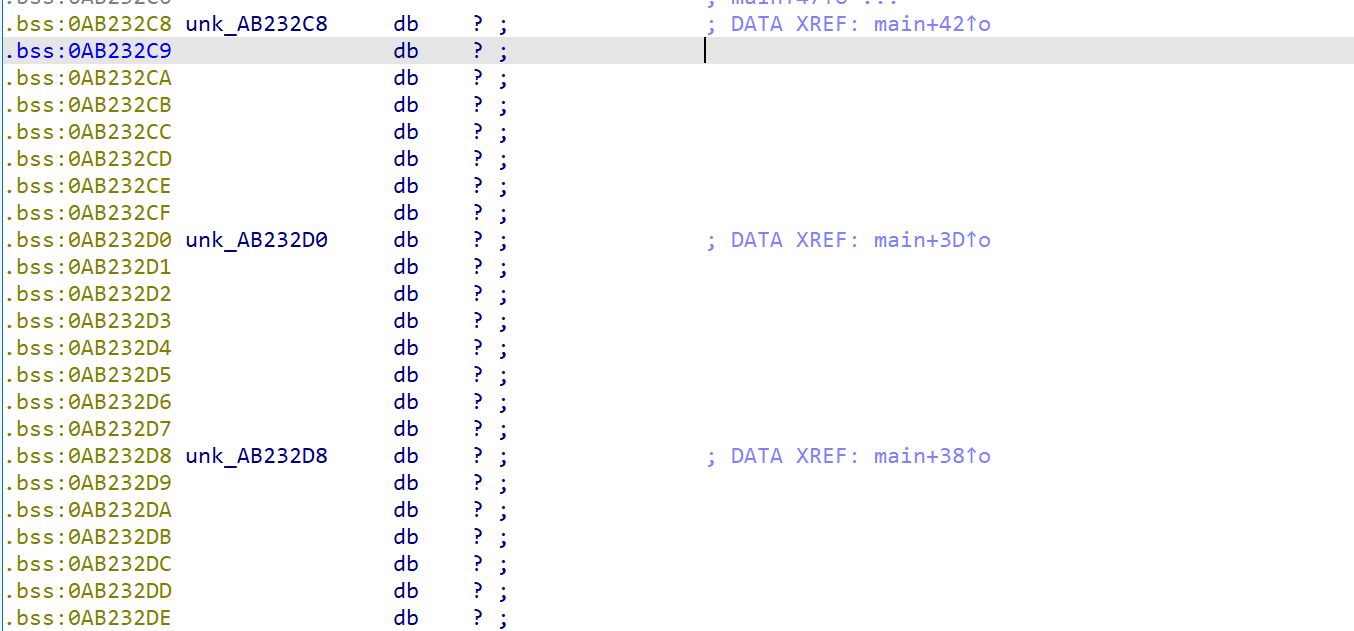 .bss:0AB232C8 unk_AB232C8 db ? ; ; DATA XREF: main+42↑o
.bss:0AB232C9 db ? ;
.bss:0AB232CA db ? ;
.bss:0AB232CB db ? ;
.bss:0AB232CC db ? ;
.bss:0AB232CD db ? ;
.bss:0AB232CE db ? ;
.bss:0AB232CF db ? ;
.bss:0AB232D0 unk_AB232D0 db ? ; ; DATA XREF: main+3D↑o
.bss:0AB232D1 db ? ;
.bss:0AB232D2 db ? ;
.bss:0AB232D3 db ? ;
.bss:0AB232D4 db ? ;
.bss:0AB232D5 db ? ;
.bss:0AB232D6 db ? ;
.bss:0AB232D7 db ? ;
.bss:0AB232D8 unk_AB232D8 db ? ; ; DATA XREF: main+38↑o
.bss:0AB232D9 db ? ;
.bss:0AB232DA db ? ;
.bss:0AB232DB db ? ;
.bss:0AB232DC db ? ;
.bss:0AB232DD db ? ;
.bss:0AB232DE db ? ;